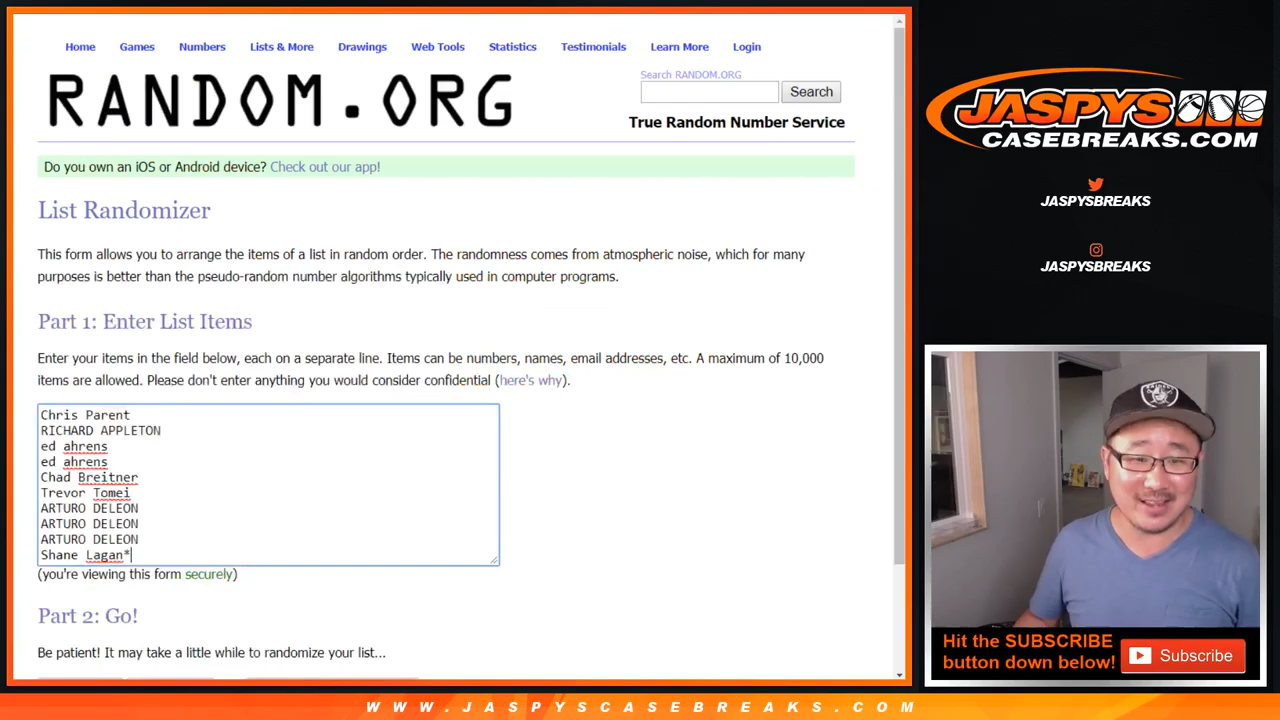 Home Games Numbers Lists & More Drawings Web Tools Statistics Testimonials Learn More Login
RANDOM.ORG
Search RANDOM.ORG
Search
True Random Number Service
Do you own an iOS or Android device? Check out our app!
List Randomizer
This form allows you to arrange the items of a list in random order. The randomness comes from atmospheric noise, which for many
purposes is better than the pseudo-random number algorithms typically used in computer programs.
Part 1: Enter List Items
Enter your items in the field below, each on a separate line. Items can be numbers, names, email addresses, etc. A maximum of 10,000
items are allowed. Please don't enter anything you would consider confidential (here's why).
Chris Parent
RICHARD APPLETON
ed ahrens
ed ahrens
Chad Breitner
Trevor Tomei
ARTURO DELEON
ARTURO DELEON
ARTURO DELEON
Shane Lagan*
(you're viewing this form securely)
Part 2: Go!
Be patient! It may take a little while to randomize your list...
JASPYS
CASEBREAKS.COM
JASPYSBREAKS
JASPYSBREAKS
RAIDERS
Hit the SUBSCRIBE
button down below!
Subscribe
WWW.JASPYSCASEBREAKS.COM